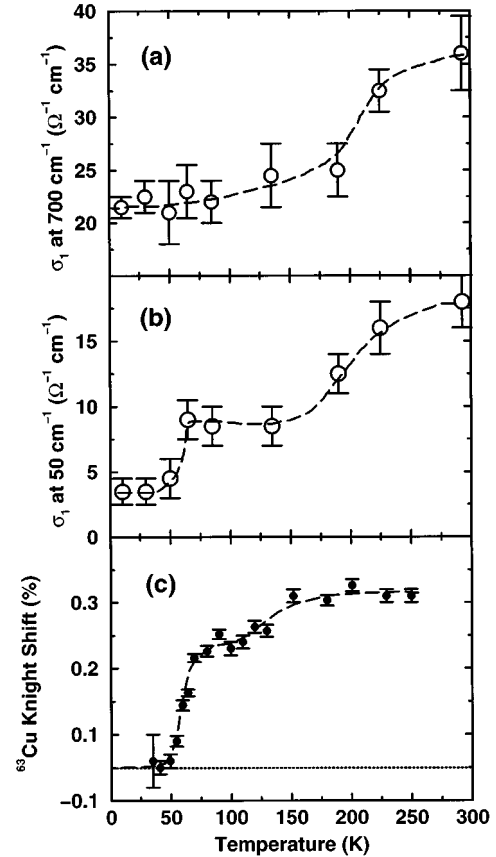 40
35
30
25
20
(a)
σ₁ at 700 cm⁻¹ (Ω⁻¹ cm⁻¹)
15
10
5
0
(b)
σ₁ at 50 cm⁻¹ (Ω⁻¹ cm⁻¹)
0.3
0.2
0.1
−0.1
(c)
⁶³Cu Knight Shift (%)
0 50 100 150 200 250 300
Temperature (K)